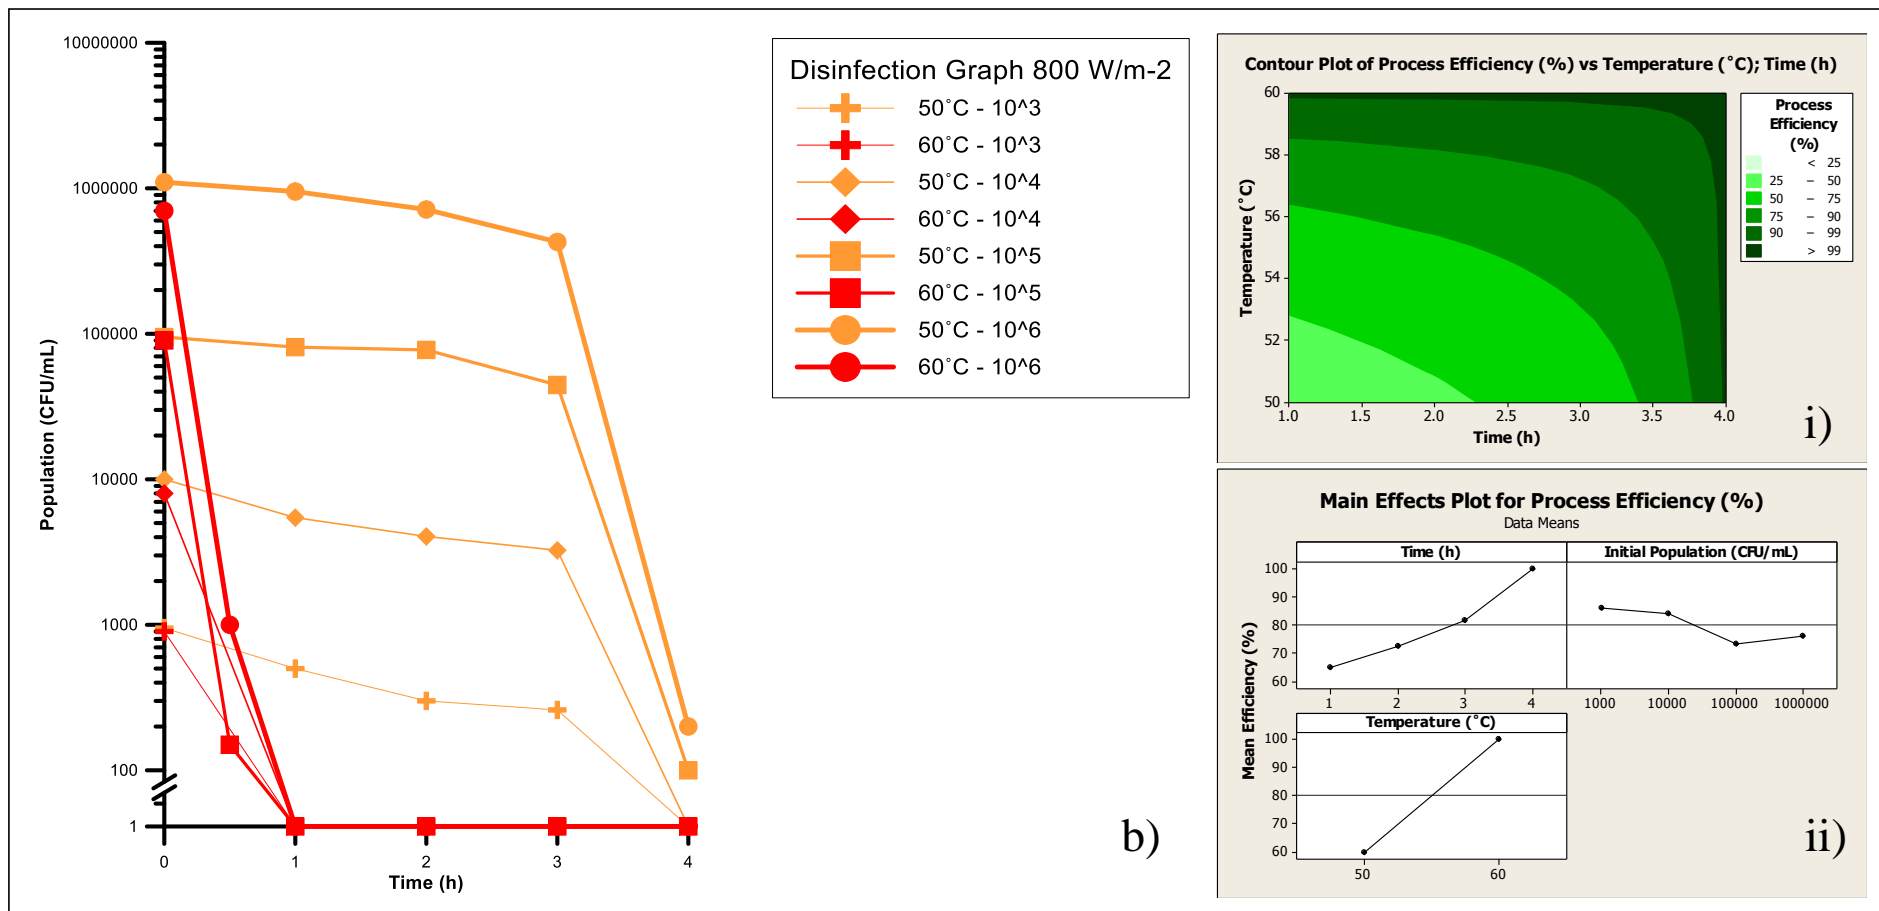 10000000
1000000
100000
10000
1000
100
1
Population (CFU/mL)
0 1 2 3 4
Time (h)
Disinfection Graph 800 W/m-2
50˚C - 10^3
60˚C - 10^3
50˚C - 10^4
60˚C - 10^4
50˚C - 10^5
60˚C - 10^5
50˚C - 10^6
60˚C - 10^6
b)
Contour Plot of Process Efficiency (%) vs Temperature (˚C); Time (h)
60
58
56
54
52
50
Temperature (˚C)
1.0 1.5 2.0 2.5 3.0 3.5 4.0
Time (h)
Process
Efficiency
(%)
< 25
25 – 50
50 – 75
75 – 90
90 – 99
> 99
i)
Main Effects Plot for Process Efficiency (%)
Data Means
Time (h) Initial Population (CFU/mL)
100
90
80
70
60
1 2 3 4 1000 10000 100000 1000000
Temperature (˚C)
100
90
80
70
60
50 60
Mean Efficiency (%)
ii)